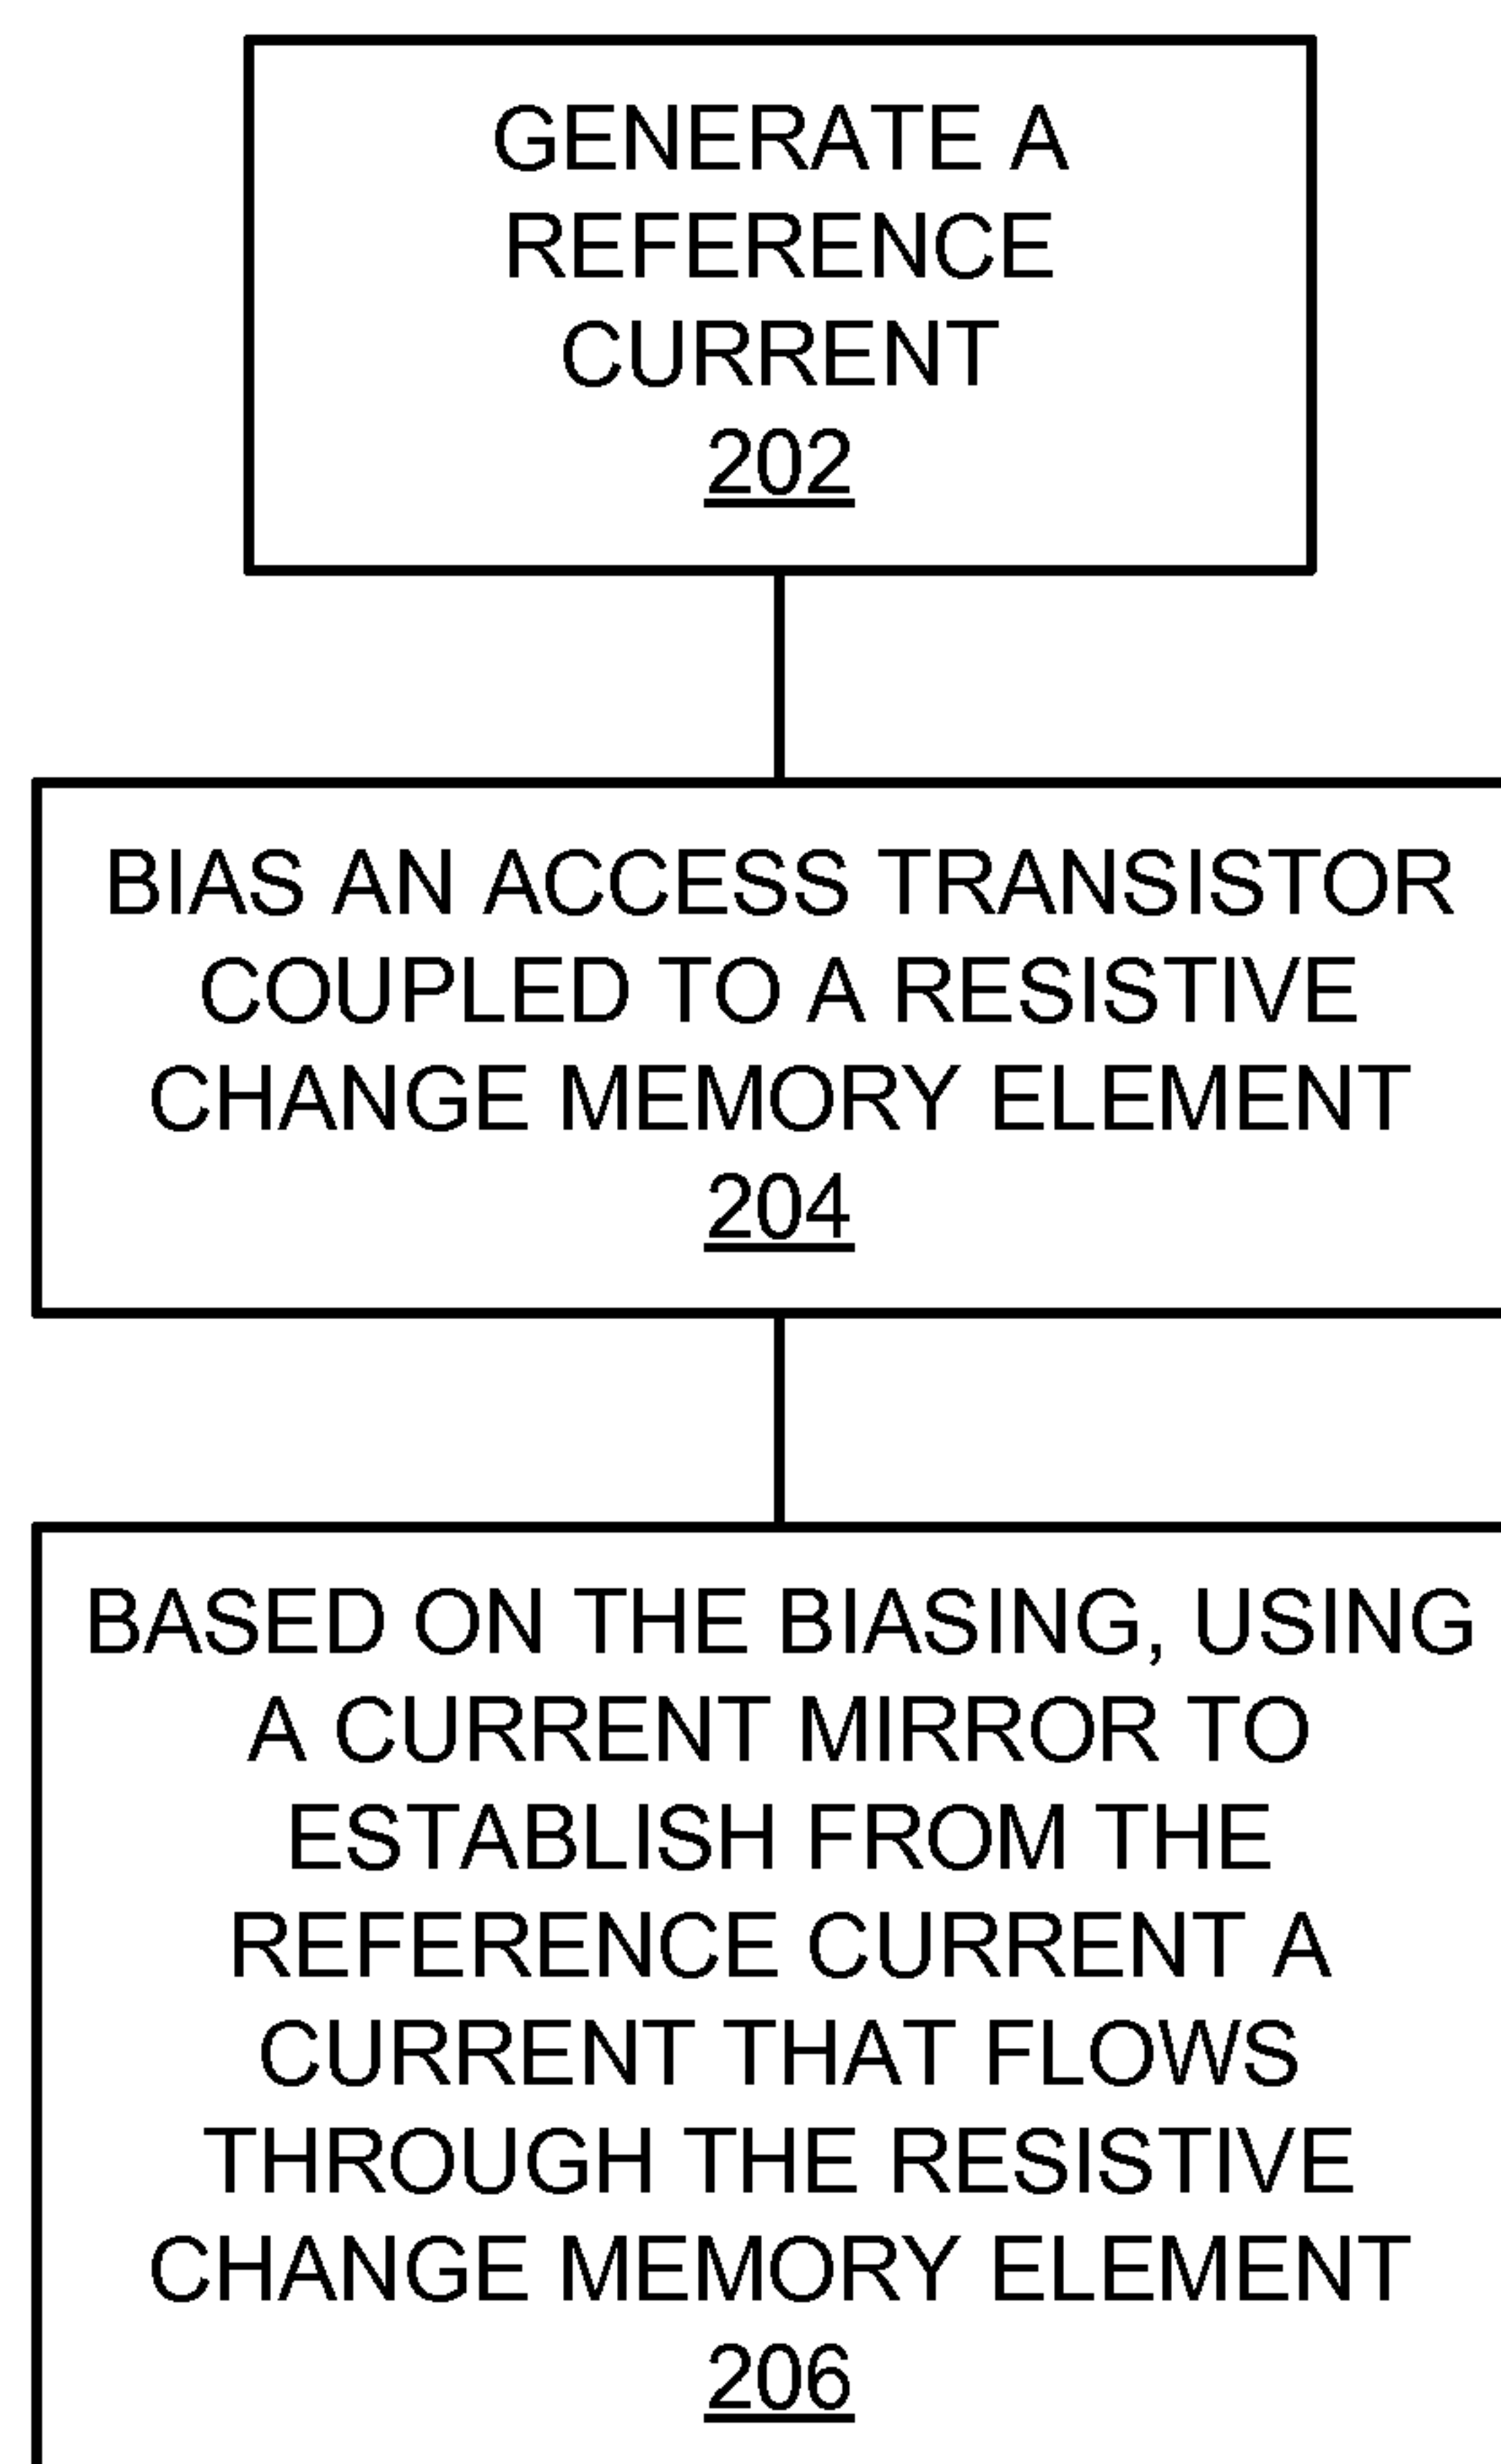 GENERATE A
REFERENCE
CURRENT
202
BIAS AN ACCESS TRANSISTOR
COUPLED TO A RESISTIVE
CHANGE MEMORY ELEMENT
204
BASED ON THE BIASING, USING
A CURRENT MIRROR TO
ESTABLISH FROM THE
REFERENCE CURRENT A
CURRENT THAT FLOWS
THROUGH THE RESISTIVE
CHANGE MEMORY ELEMENT
206